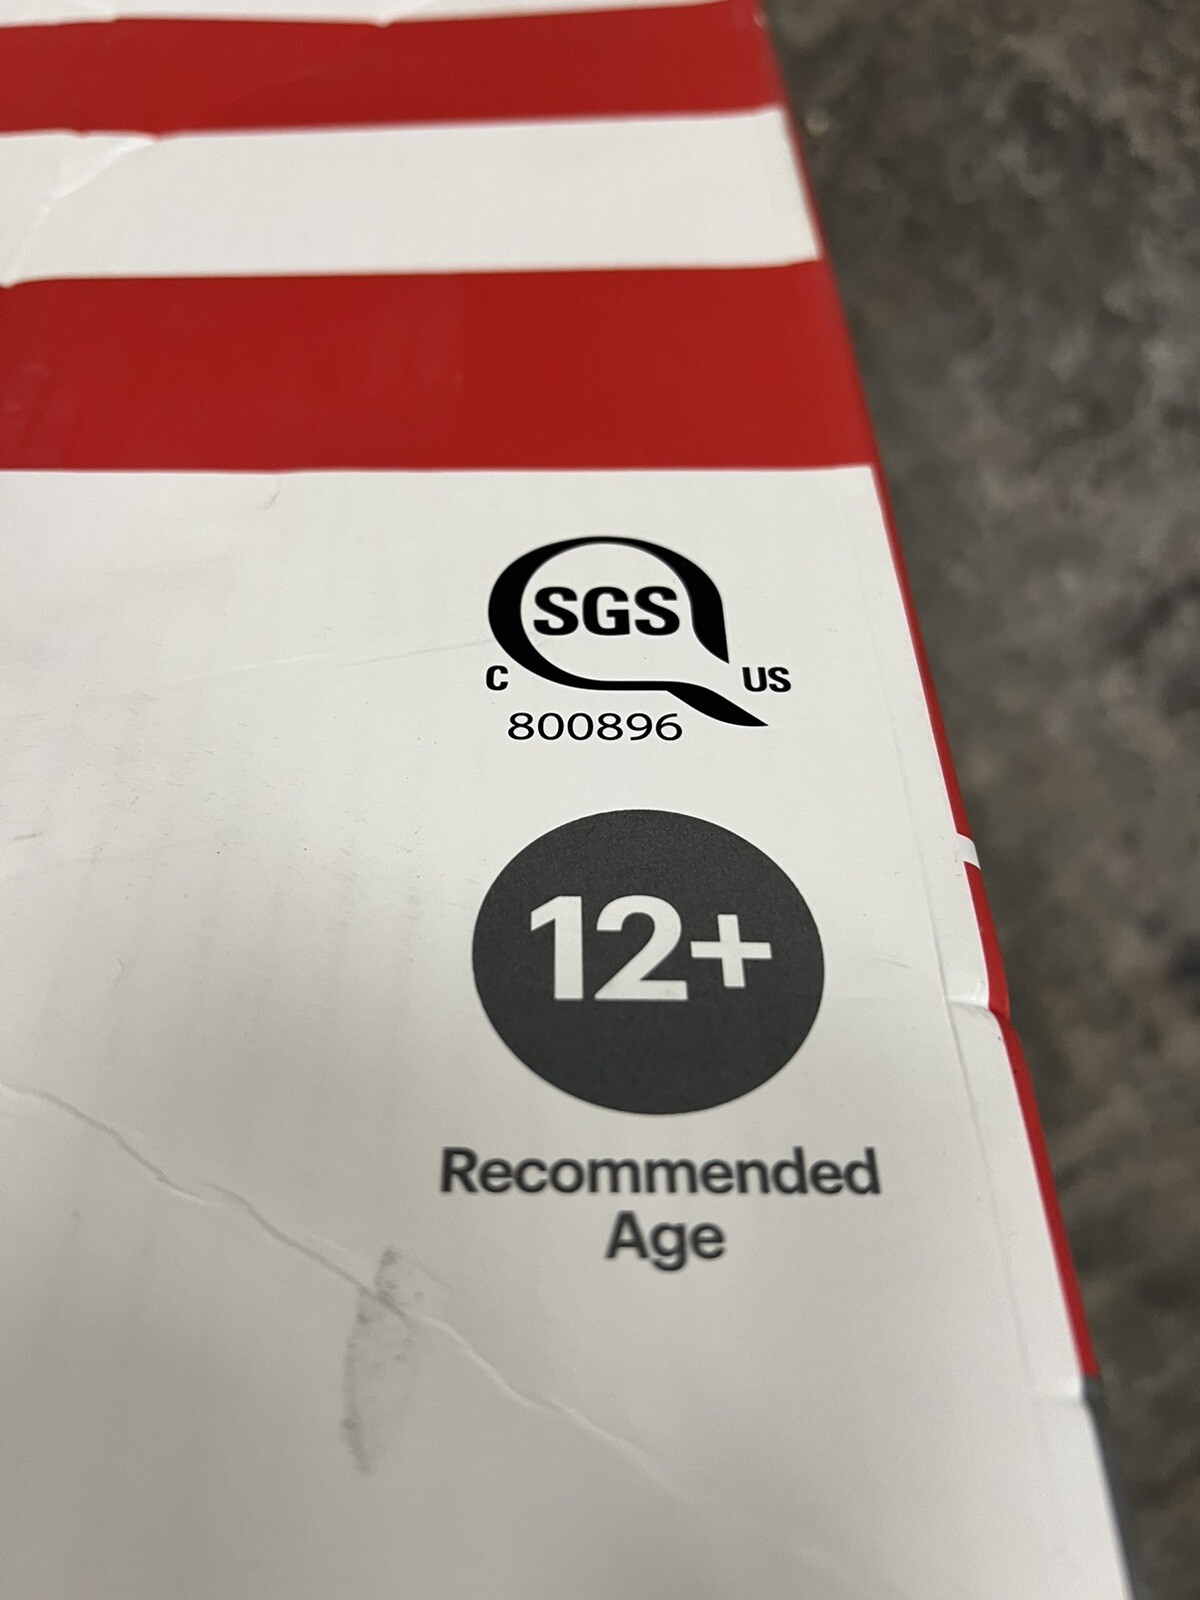 SGS
C US
800896
12+
Recommended
Age